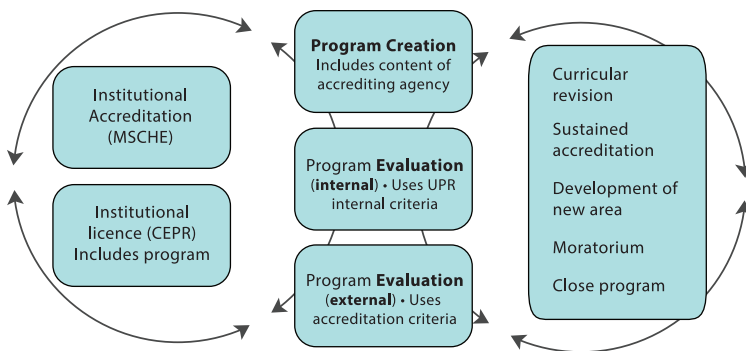 Institutional
Accreditation
(MSCHE)
Institutional
licence (CEPR)
Includes program
Program Creation
Includes content of
accrediting agency
Program Evaluation
(internal) • Uses UPR
internal criteria
Program Evaluation
(external) • Uses
accreditation criteria
Curricular
revision
Sustained
accreditation
Development of
new area
Moratorium
Close program